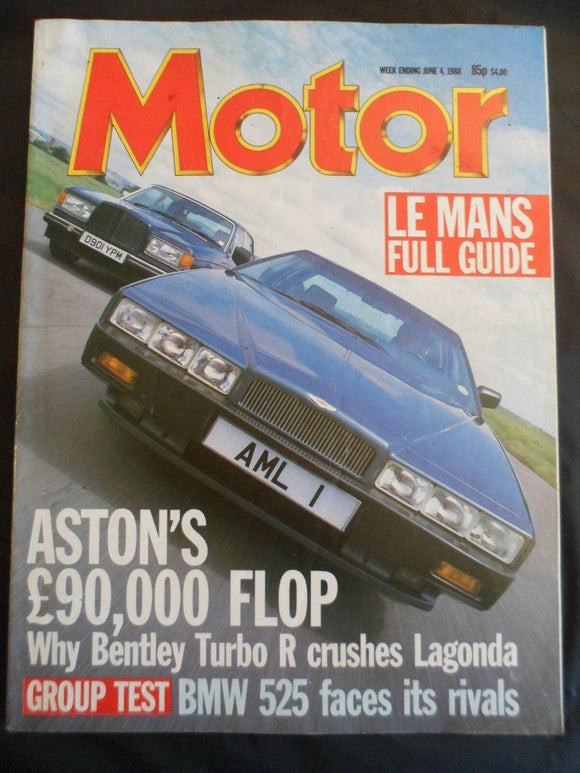 WEEK ENDING JUNE 4, 1988 85p $4.00
Motor
LE MANS
FULL GUIDE
D901 YPM
AML 1
ASTON'S
£90,000 FLOP
Why Bentley Turbo R crushes Lagonda
GROUP TEST BMW 525 faces its rivals